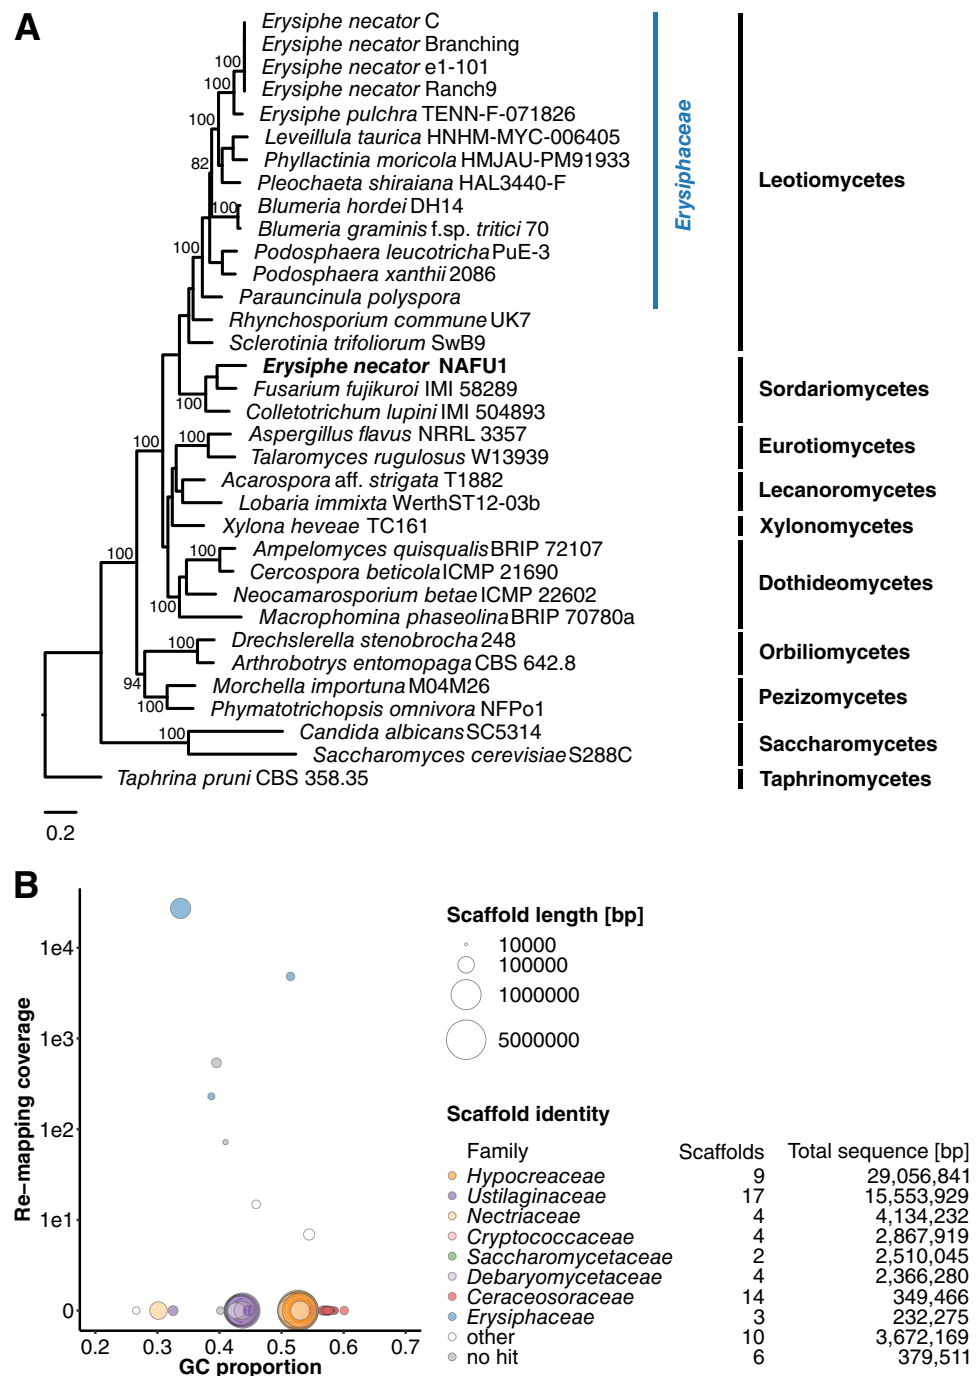 A
Erysiphe necator C
Erysiphe necator Branching
Erysiphe necator e1-101
100
100
Erysiphe necator Ranch9
Erysiphe pulchra TENN-F-071826
100
Leveillula taurica HNHM-MYC-006405
Phyllactinia moricola HMJAU-PM91933
82
Pleochaeta shiraiana HAL3440-F
100
Blumeria hordei DH14
Blumeria graminis f.sp. tritici 70
100
Podosphaera leucotricha PuE-3
Podosphaera xanthii 2086
Parauncinula polyspora
Erysiphaceae
Rhynchosporium commune UK7
Sclerotinia trifoliorum SwB9
Leotiomycetes
Erysiphe necator NAFU1
Fusarium fujikuroi IMI 58289
100
Colletotrichum lupini IMI 504893
Sordariomycetes
100
100
Aspergillus flavus NRRL 3357
Talaromyces rugulosus W13939
Eurotiomycetes
Acarospora aff. strigata T1882
Lobaria immixta WerthST12-03b
Lecanoromycetes
Xylona heveae TC161
Xylonomycetes
100
100
Ampelomyces quisqualis BRIP 72107
Cercospora beticola ICMP 21690
Neocamarosporium betae ICMP 22602
100
Macrophomina phaseolina BRIP 70780a
Dothideomycetes
100
Drechslerella stenobrocha 248
Arthrobotrys entomopaga CBS 642.8
Orbiliomycetes
94
Morchella importuna M04M26
100
Phymatotrichopsis omnivora NFPo1
Pezizomycetes
100
Candida albicans SC5314
Saccharomyces cerevisiae S288C
Saccharomycetes
Taphrina pruni CBS 358.35
Taphrinomycetes
0.2
B
Re-mapping coverage
1e4
1e3
1e2
1e1
0
0.2 0.3 0.4 0.5 0.6 0.7
GC proportion
Scaffold length [bp]
10000
100000
1000000
5000000
Scaffold identity
Family Scaffolds Total sequence [bp]
Hypocreaceae 9 29,056,841
Ustilaginaceae 17 15,553,929
Nectriaceae 4 4,134,232
Cryptococcaceae 4 2,867,919
Saccharomycetaceae 2 2,510,045
Debaryomycetaceae 4 2,366,280
Ceraceosoraceae 14 349,466
Erysiphaceae 3 232,275
other 10 3,672,169
no hit 6 379,511